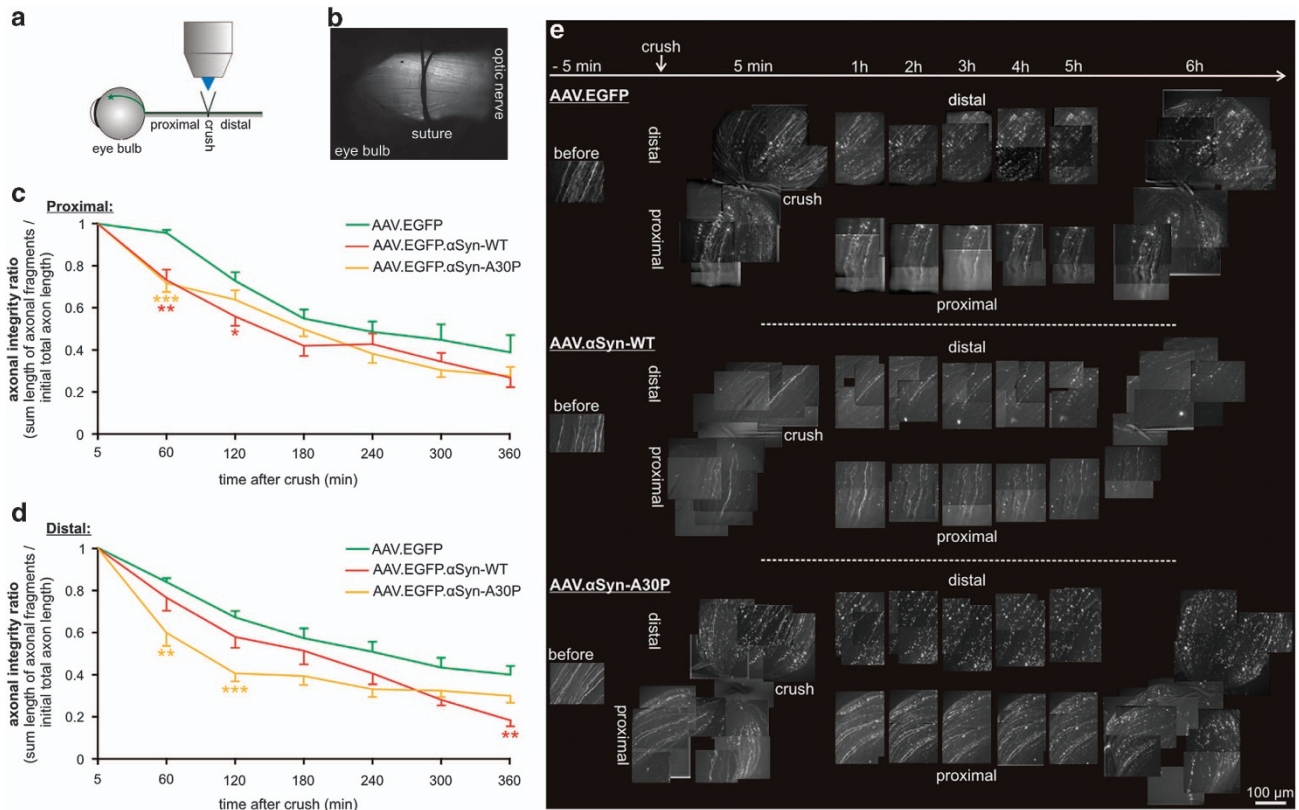 a
proximal
crush
distal
eye bulb
b
optic nerve
suture
eye bulb
c
Proximal:
axonal integrity ratio
(sum length of axonal fragments /
initial total axon length)
1
0.8
0.6
0.4
0.2
0
AAV.EGFP
AAV.EGFP.αSyn-WT
AAV.EGFP.αSyn-A30P
***
**
*
5 60 120 180 240 300 360
time after crush (min)
d
Distal:
axonal integrity ratio
(sum length of axonal fragments /
initial total axon length)
1
0.8
0.6
0.4
0.2
0
AAV.EGFP
AAV.EGFP.αSyn-WT
AAV.EGFP.αSyn-A30P
**
***
**
5 60 120 180 240 300 360
time after crush (min)
e
crush
- 5 min 5 min 1h 2h 3h 4h 5h 6h
AAV.EGFP
distal
distal
before
crush
proximal
proximal
AAV.αSyn-WT
distal
distal
before
crush
proximal
proximal
AAV.αSyn-A30P
distal
distal
before
crush
proximal
proximal
100 µm